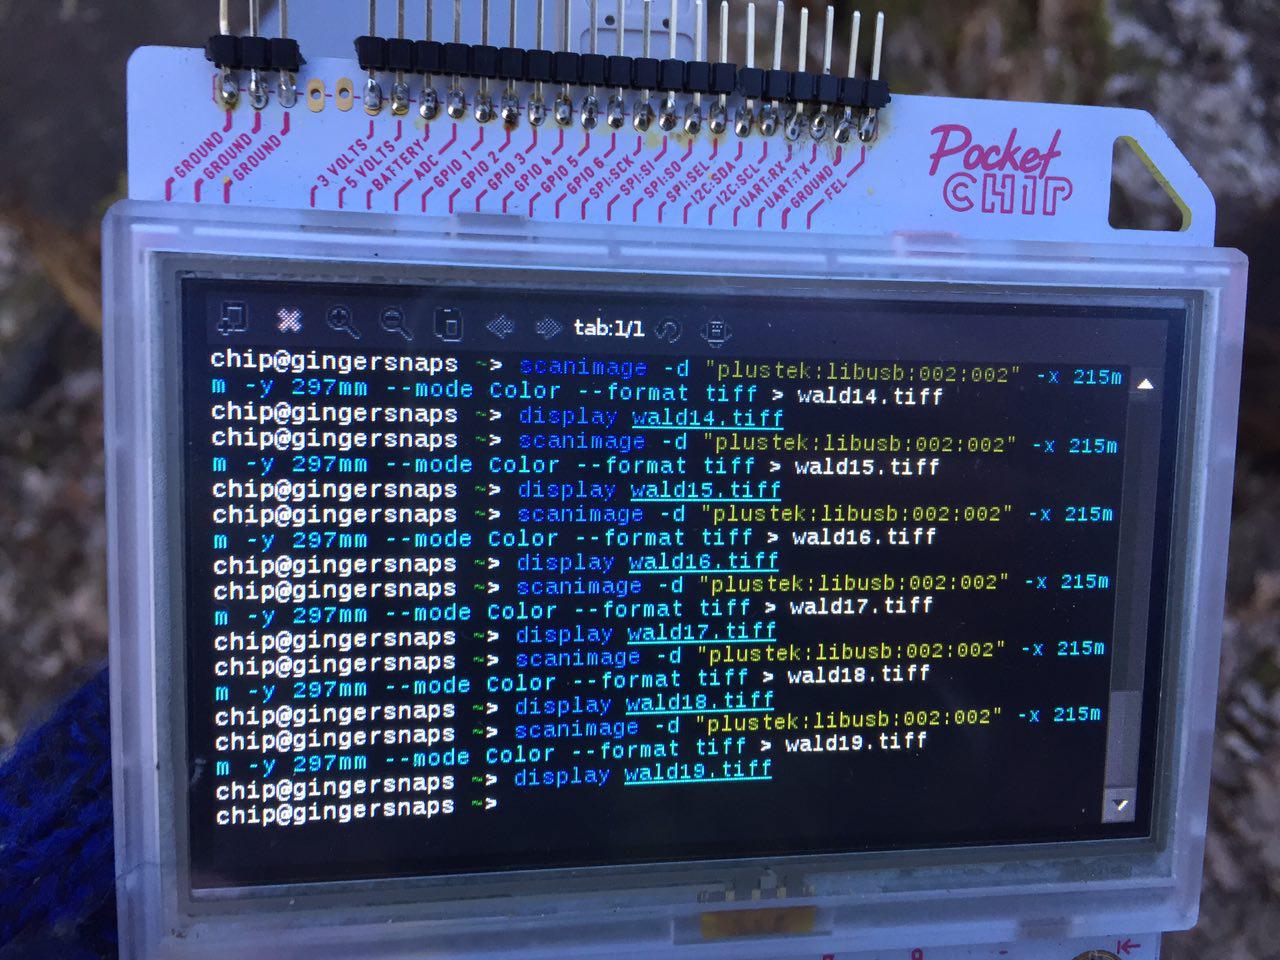 GROUND
GROUND
GROUND
3 VOLTS
5 VOLTS
BATTERY
ADC
GPIO 1
GPIO 2
GPIO 3
GPIO 4
GPIO 5
GPIO 6
SPI:SCK
SPI:SI
SPI:SO
SPI:SEL
I2C:SDA
I2C:SCL
UART:RX
UART:TX
GROUND
FEL
Pocket
CHIP
tab:1/1
chip@gingersnaps ~> scanimage -d "plustek:libusb:002:002" -x 215m
m -y 297mm --mode Color --format tiff > wald14.tiff
chip@gingersnaps ~> display wald14.tiff
chip@gingersnaps ~> scanimage -d "plustek:libusb:002:002" -x 215m
m -y 297mm --mode Color --format tiff > wald15.tiff
chip@gingersnaps ~> display wald15.tiff
chip@gingersnaps ~> scanimage -d "plustek:libusb:002:002" -x 215m
m -y 297mm --mode Color --format tiff > wald16.tiff
chip@gingersnaps ~> display wald16.tiff
chip@gingersnaps ~> scanimage -d "plustek:libusb:002:002" -x 215m
m -y 297mm --mode Color --format tiff > wald17.tiff
chip@gingersnaps ~> display wald17.tiff
chip@gingersnaps ~> scanimage -d "plustek:libusb:002:002" -x 215m
m -y 297mm --mode Color --format tiff > wald18.tiff
chip@gingersnaps ~> display wald18.tiff
chip@gingersnaps ~> scanimage -d "plustek:libusb:002:002" -x 215m
m -y 297mm --mode Color --format tiff > wald19.tiff
chip@gingersnaps ~> display wald19.tiff
chip@gingersnaps ~>